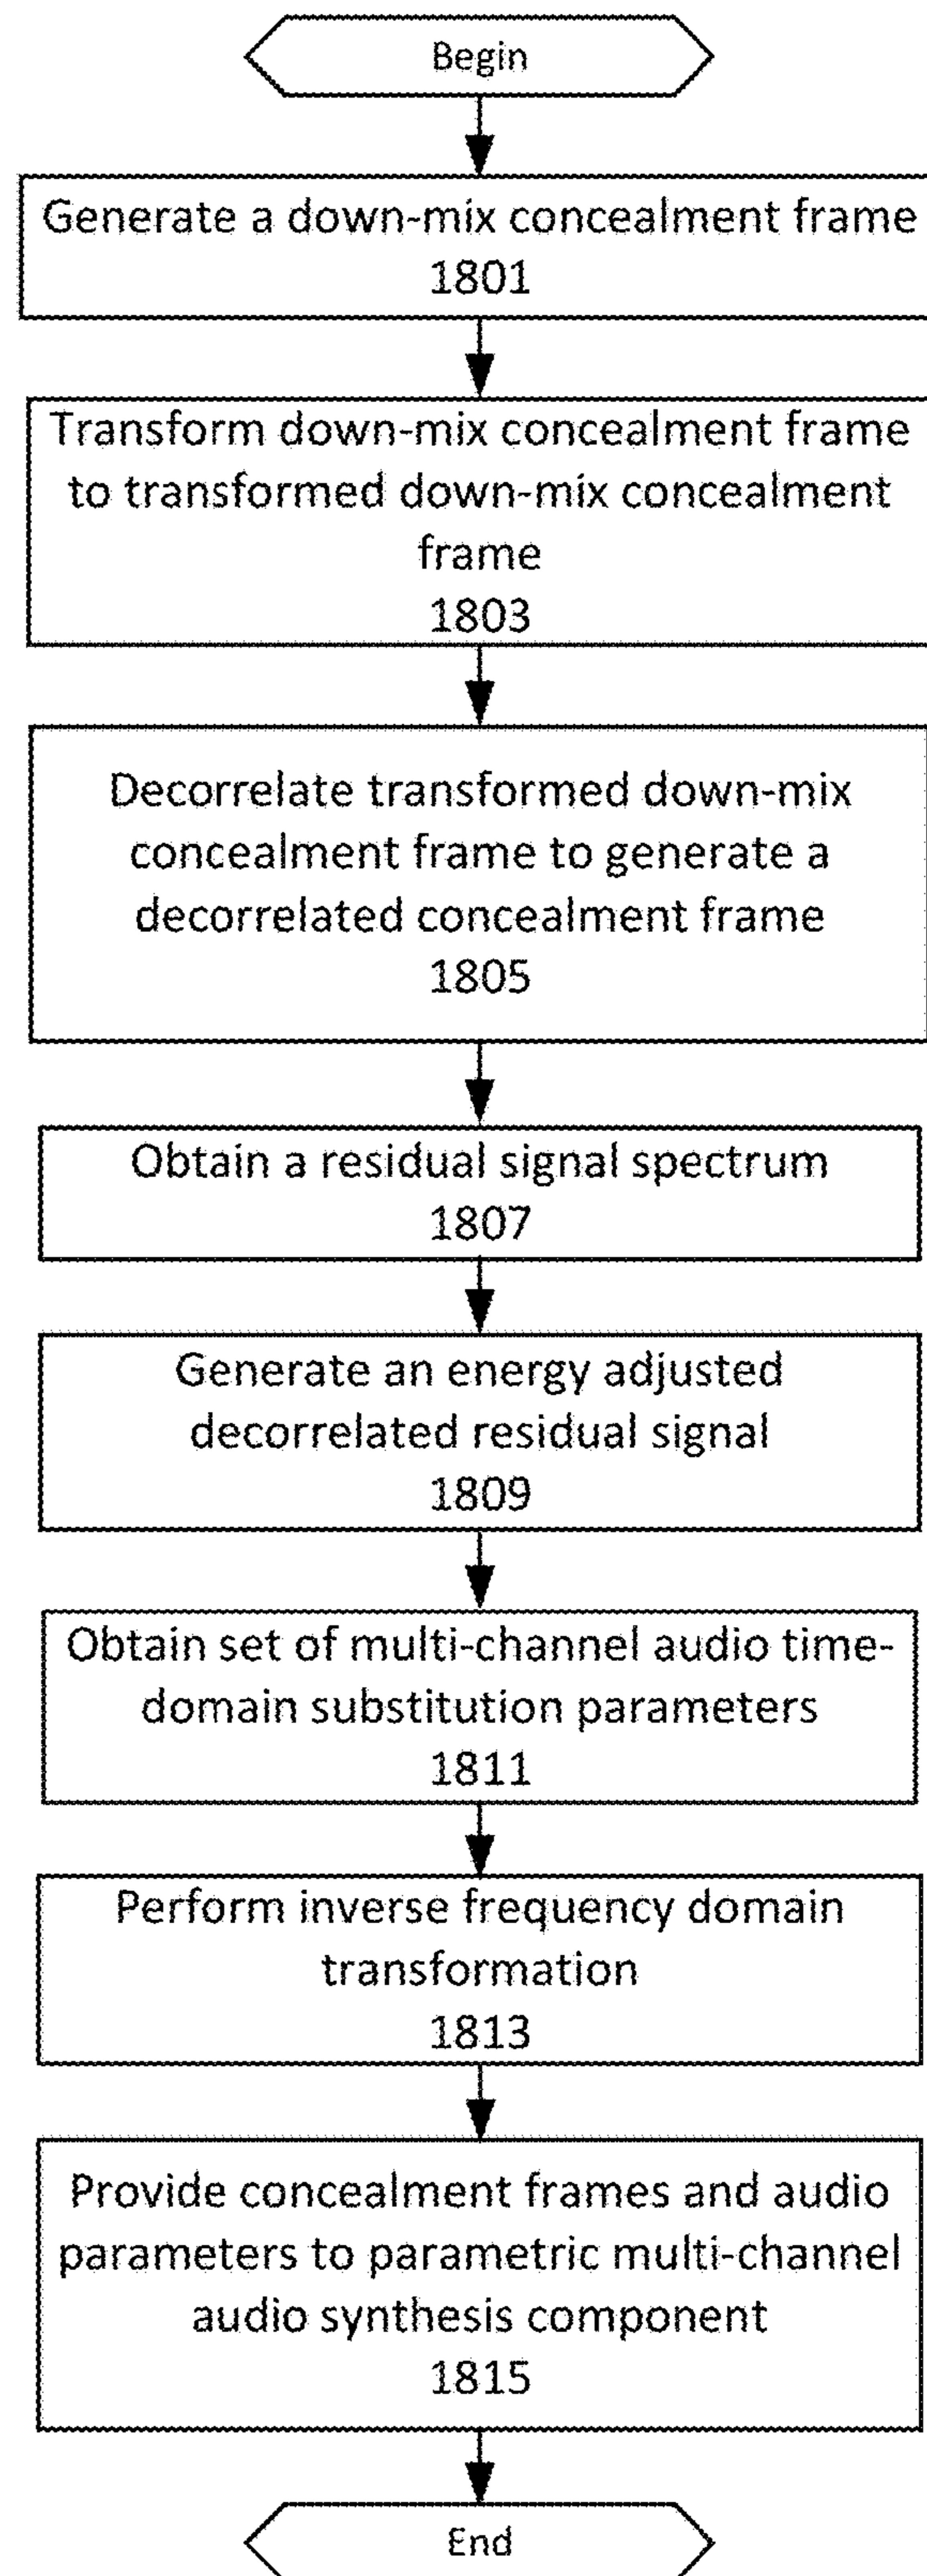 Begin
Generate a down-mix concealment frame
1801
Transform down-mix concealment frame
to transformed down-mix concealment
frame
1803
Decorrelate transformed down-mix
concealment frame to generate a
decorrelated concealment frame
1805
Obtain a residual signal spectrum
1807
Generate an energy adjusted
decorrelated residual signal
1809
Obtain set of multi-channel audio time-
domain substitution parameters
1811
Perform inverse frequency domain
transformation
1813
Provide concealment frames and audio
parameters to parametric multi-channel
audio synthesis component
1815
End